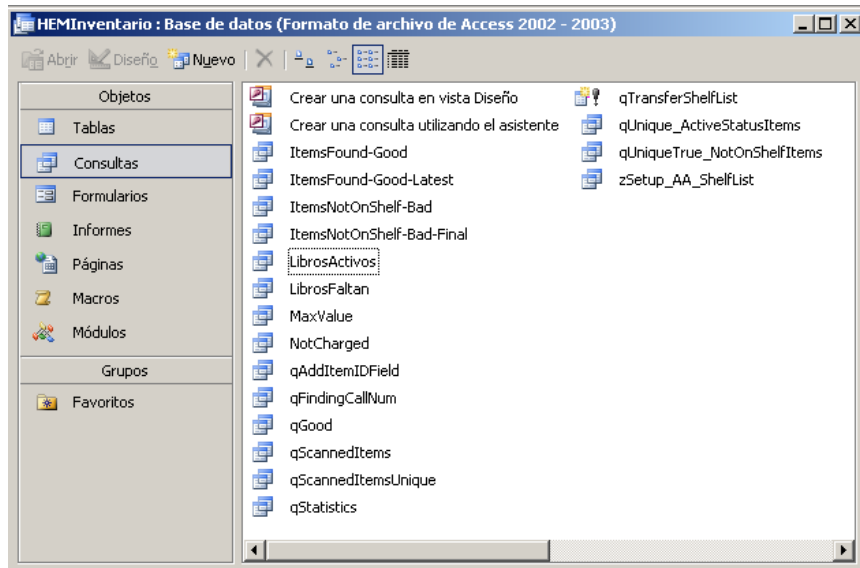 HEMInventario : Base de datos (Formato de archivo de Access 2002 - 2003)
Abrir Diseño Nuevo
Objetos
Tablas
Consultas
Formularios
Informes
Páginas
Macros
Módulos
Grupos
Favoritos
Crear una consulta en vista Diseño
Crear una consulta utilizando el asistente
ItemsFound-Good
ItemsFound-Good-Latest
ItemsNotOnShelf-Bad
ItemsNotOnShelf-Bad-Final
LibrosActivos
LibrosFaltan
MaxValue
NotCharged
qAddItemIDField
qFindingCallNum
qGood
qScannedItems
qScannedItemsUnique
qStatistics
qTransferShelfList
qUnique_ActiveStatusItems
qUniqueTrue_NotOnShelfItems
zSetup_AA_ShelfList